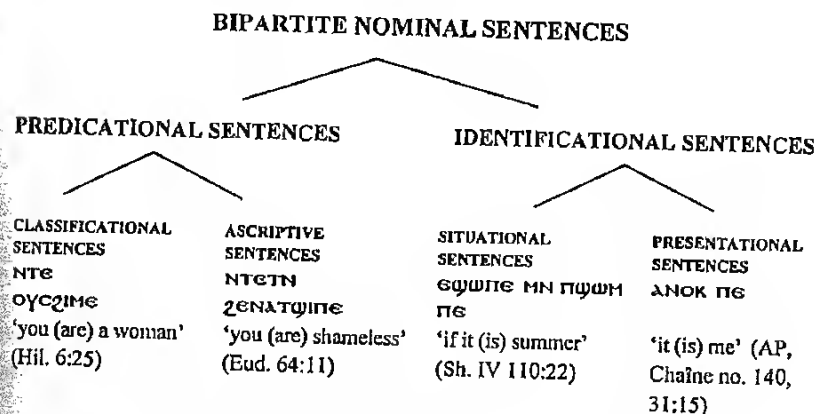 BIPARTITE NOMINAL SENTENCES
PREDICATIONAL SENTENCES
IDENTIFICATIONAL SENTENCES
CLASSIFICATIONAL
SENTENCES
ⲛⲧⲉ
ⲟⲩⲥϩⲓⲙⲉ
‘you (are) a woman’
(Hil. 6:25)
ASCRIPTIVE
SENTENCES
ⲛⲧⲉⲧⲛ
ϩⲉⲛⲁⲧϣⲓⲡⲉ
‘you (are) shameless’
(Eud. 64:11)
SITUATIONAL
SENTENCES
ⲉϣⲱⲡⲉ ⲙⲛ ⲡϣⲱⲙ
ⲡⲉ
‘if it (is) summer’
(Sh. IV 110:22)
PRESENTATIONAL
SENTENCES
ⲁⲛⲟⲕ ⲡⲉ
‘it (is) me’ (AP,
Chaîne no. 140,
31:15)